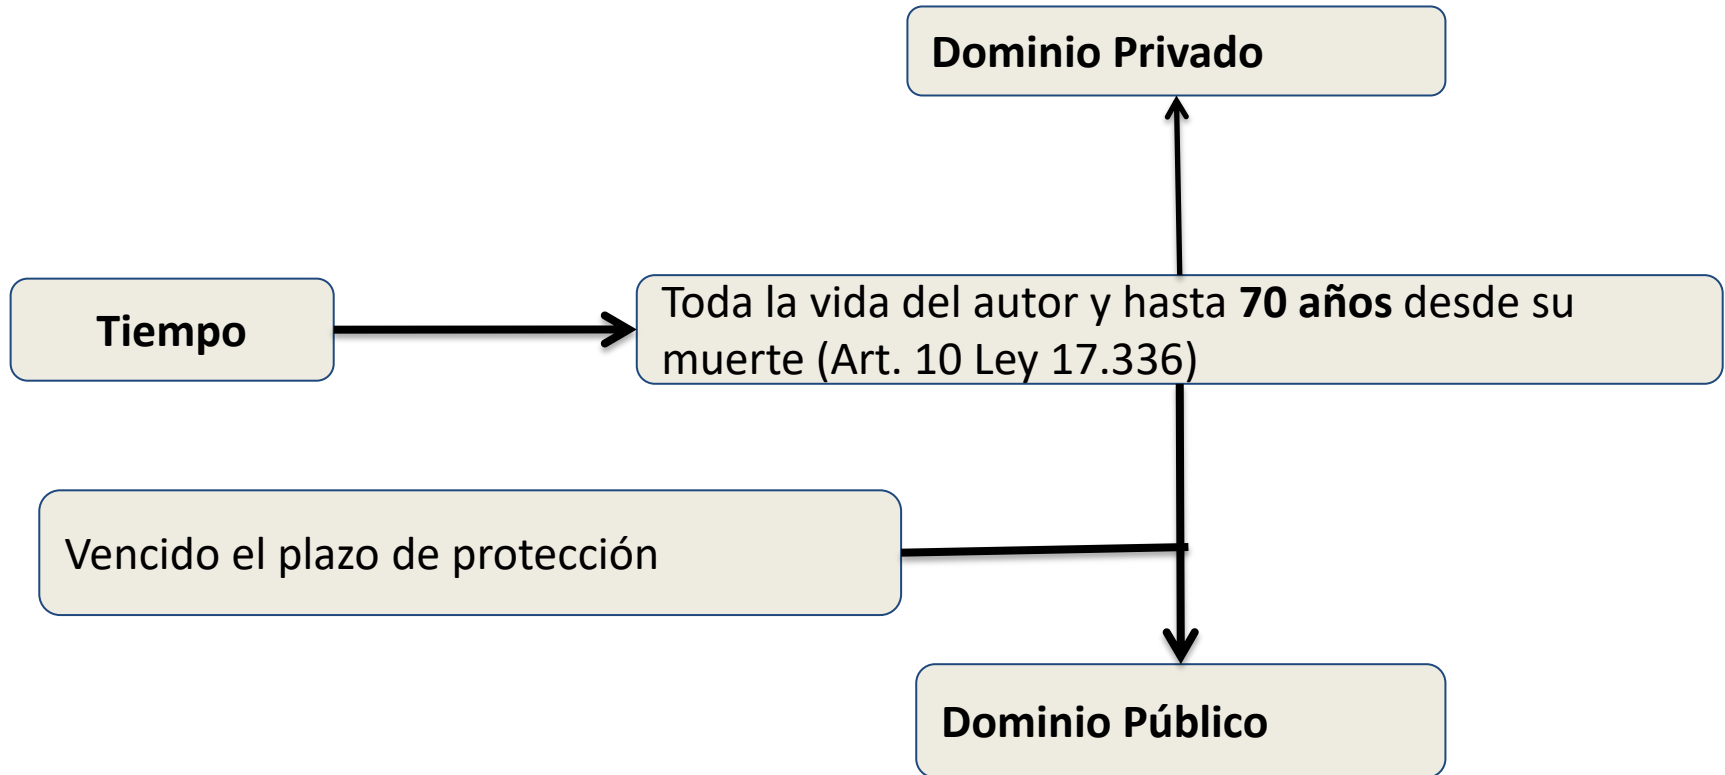 Dominio Privado
Tiempo
Toda la vida del autor y hasta 70 años desde su
muerte (Art. 10 Ley 17.336)
Vencido el plazo de protección
Dominio Público